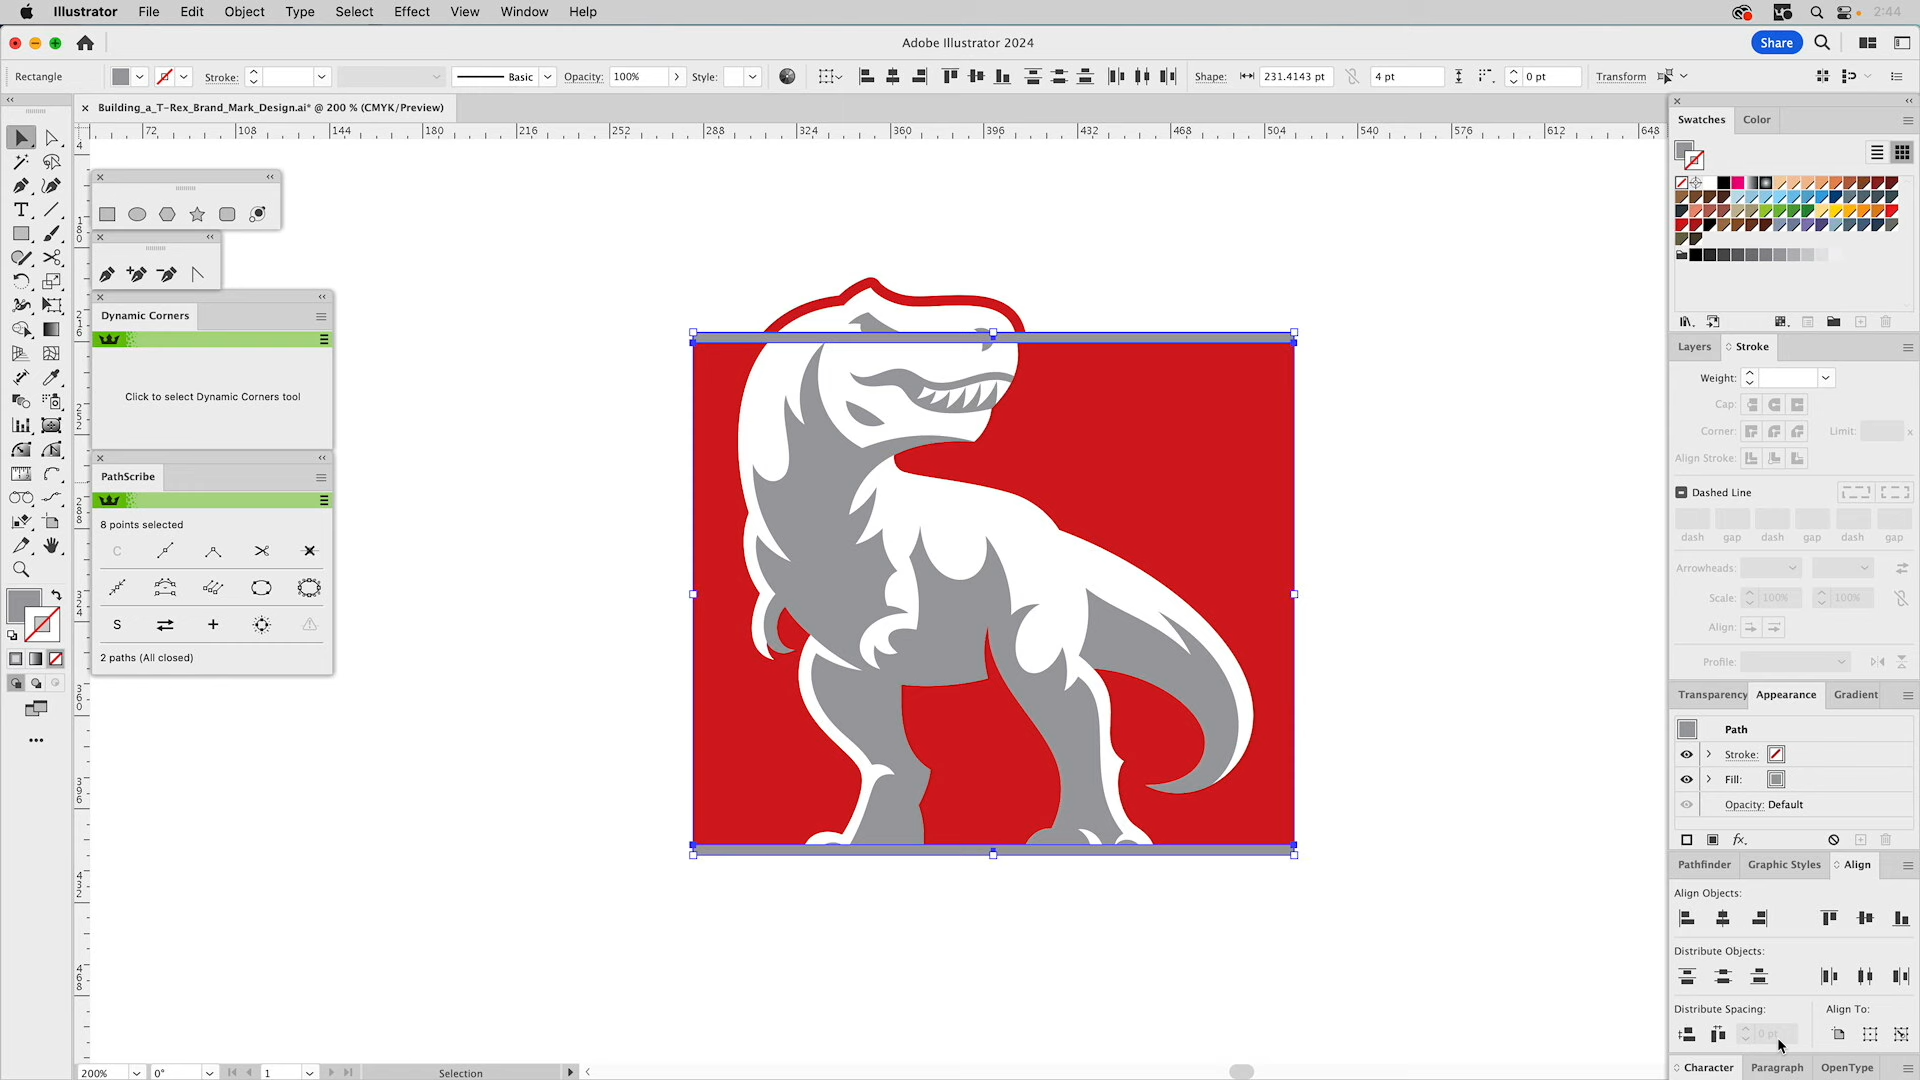 Illustrator File Edit Object Type Select Effect View Window Help 2:44
Adobe Illustrator 2024 Share
Rectangle Stroke: Basic Opacity: 100% Style: Shape: 231.4143 pt 4 pt 0 pt Transform
Building_a_T-Rex_Brand_Mark_Design.ai* @ 200 % (CMYK/Preview)
72 108 144 180 216 252 288 324 360 396 432 468 504 540 576 612 648
Dynamic Corners
Click to select Dynamic Corners tool
PathScribe
8 points selected
C
S
2 paths (All closed)
Swatches Color
Layers Stroke
Weight:
Cap:
Corner: Limit: x
Align Stroke:
Dashed Line
dash gap dash gap dash gap
Arrowheads:
Scale: 100% 100%
Align:
Profile:
Transparency Appearance Gradient
Path
Stroke:
Fill:
Opacity: Default
fx
Pathfinder Graphic Styles Align
Align Objects:
Distribute Objects:
Distribute Spacing: Align To:
0 pt
Character Paragraph OpenType
200% 0° 1 Selection